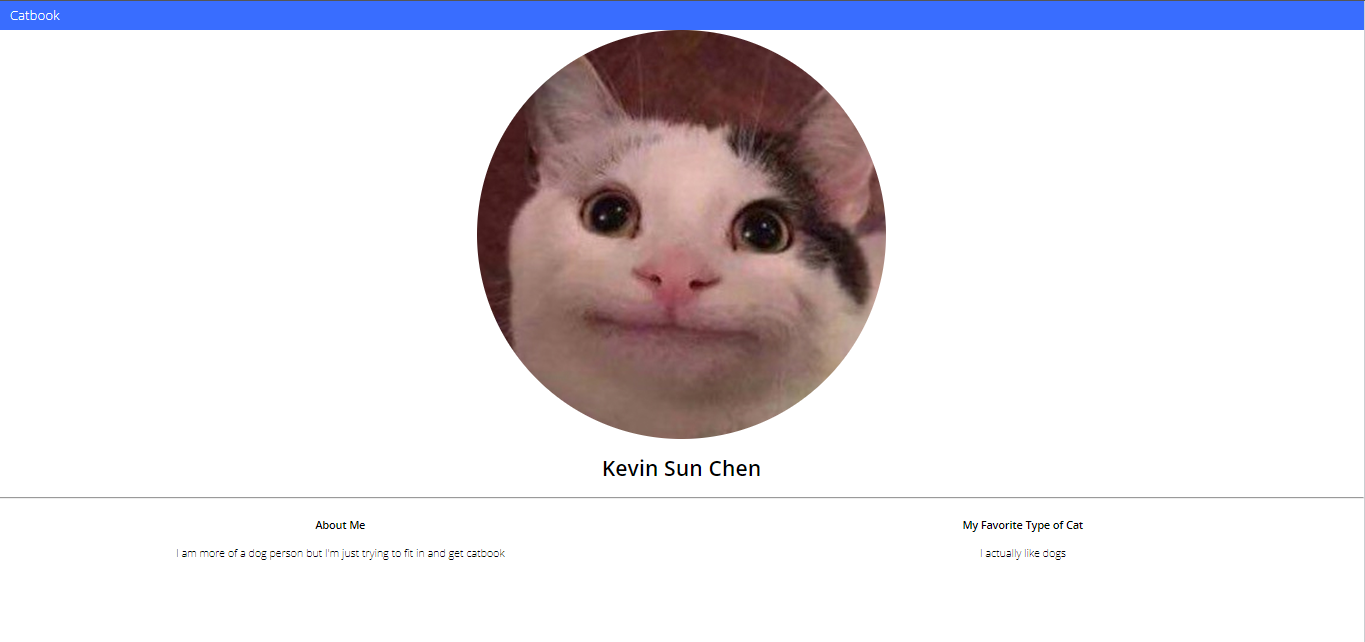 Catbook
Kevin Sun Chen
About Me
I am more of a dog person but I'm just trying to fit in and get catbook
My Favorite Type of Cat
I actually like dogs